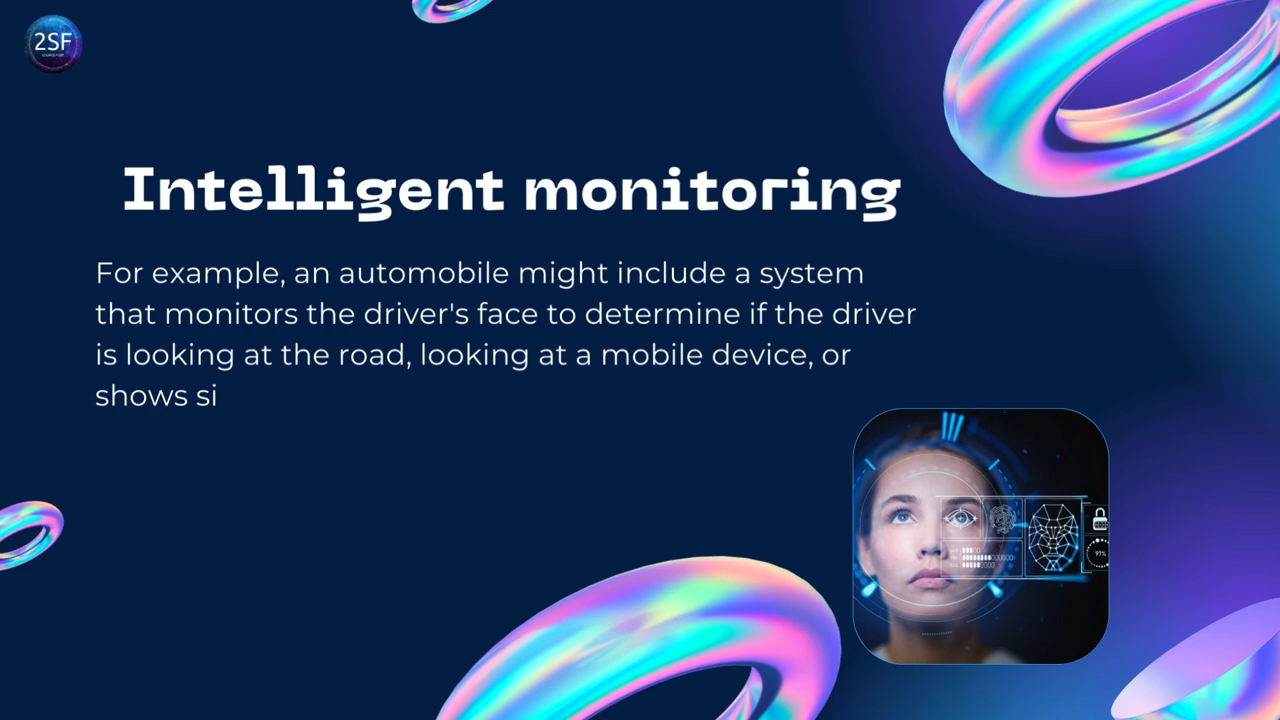 2SF
Intelligent monitoring
For example, an automobile might include a system
that monitors the driver's face to determine if the driver
is looking at the road, looking at a mobile device, or
shows si
97%